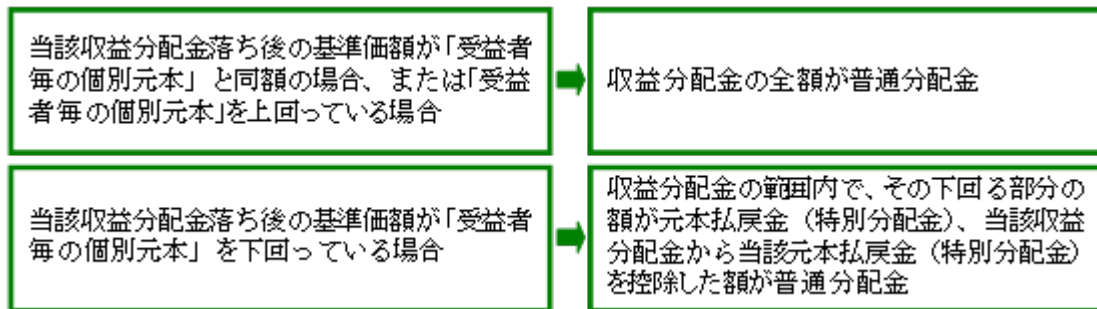 当該収益分配金落ち後の基準価額が「受益者
毎の個別元本」と同額の場合、または「受益
者毎の個別元本」を上回っている場合
収益分配金の全額が普通分配金
当該収益分配金落ち後の基準価額が「受益者
毎の個別元本」を下回っている場合
収益分配金の範囲内で、その下回る部分の
額が元本払戻金（特別分配金）、当該収益
分配金から当該元本払戻金（特別分配金）
を控除した額が普通分配金